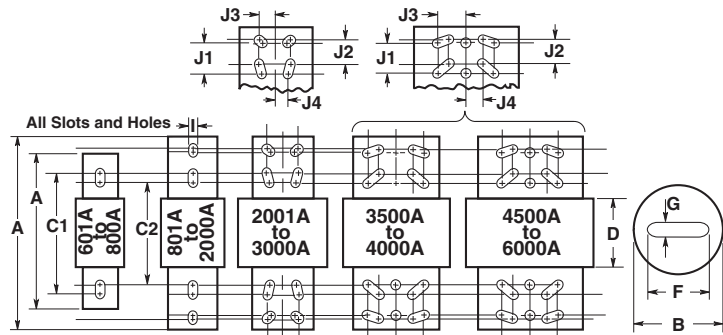 J3
J3
J1
J2
J1
J2
J4
J4
All Slots and Holes
I
A
A
C1
C2
601A
to
800A
801A
to
2000A
2001A
to
3000A
3500A
to
4000A
4500A
to
6000A
D
G
F
B